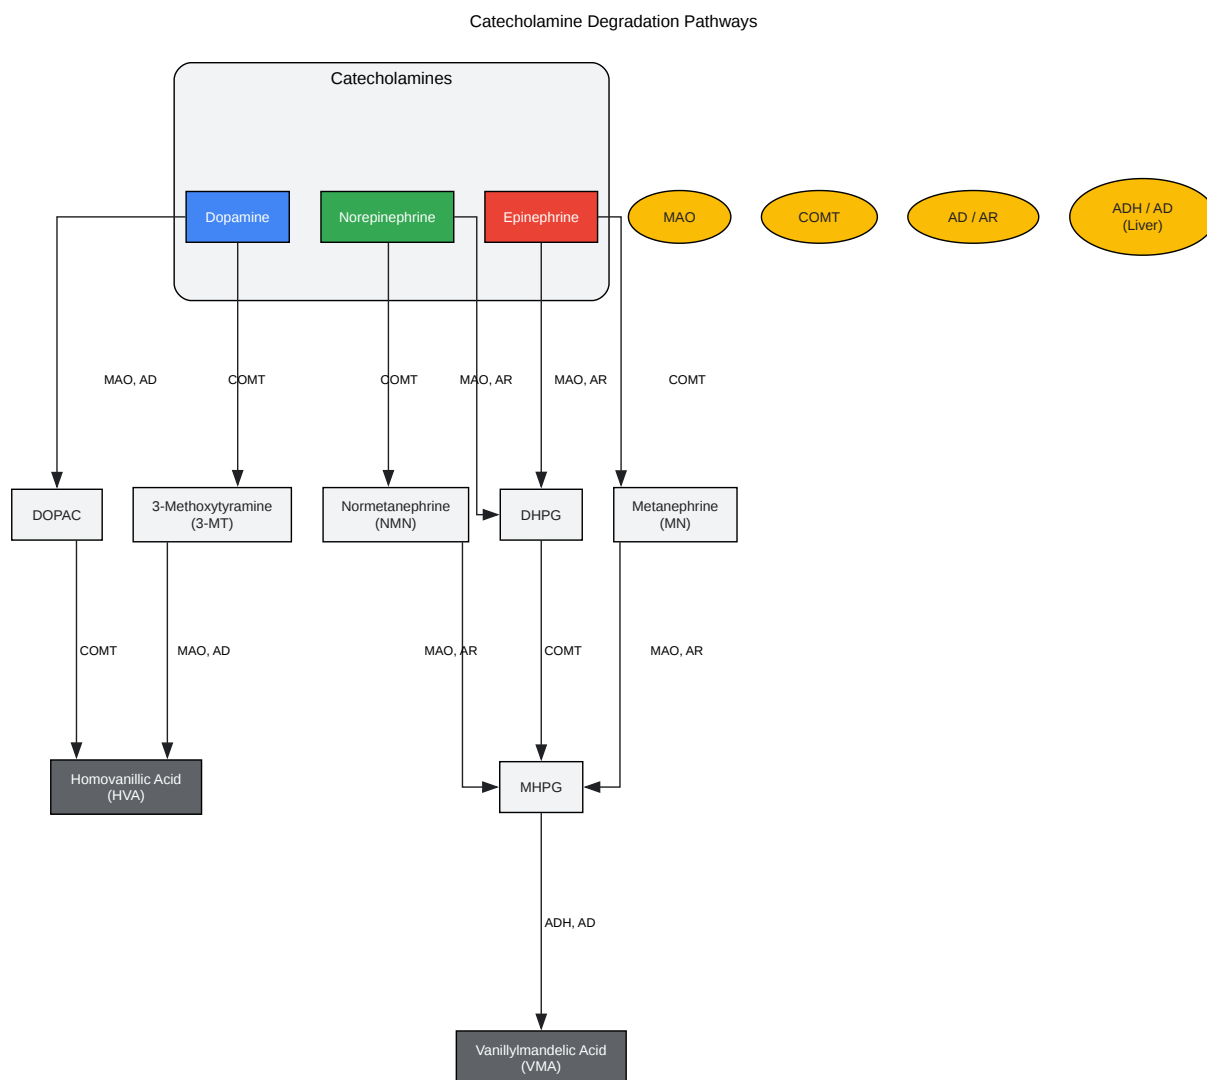 Catecholamine Degradation Pathways
Catecholamines
Dopamine
Norepinephrine
Epinephrine
MAO
COMT
AD / AR
ADH / AD
(Liver)
MAO, AD
COMT
COMT
MAO, AR
MAO, AR
COMT
DOPAC
3-Methoxytyramine
(3-MT)
Normetanephrine
(NMN)
DHPG
Metanephrine
(MN)
COMT
MAO, AD
MAO, AR
COMT
MAO, AR
Homovanillic Acid
(HVA)
MHPG
ADH, AD
Vanillylmandelic Acid
(VMA)